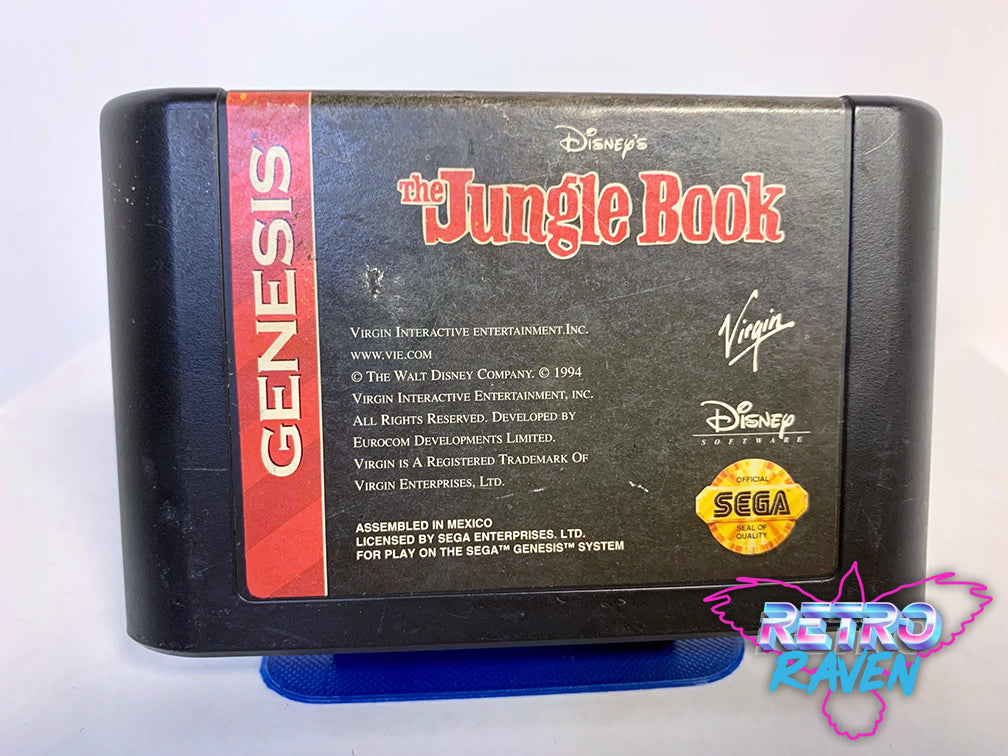 GENESIS
Disney's
The Jungle Book
VIRGIN INTERACTIVE ENTERTAINMENT.INC.
WWW.VIE.COM
© THE WALT DISNEY COMPANY. © 1994
VIRGIN INTERACTIVE ENTERTAINMENT, INC.
ALL RIGHTS RESERVED. DEVELOPED BY
EUROCOM DEVELOPMENTS LIMITED.
VIRGIN IS A REGISTERED TRADEMARK OF
VIRGIN ENTERPRISES, LTD.
ASSEMBLED IN MEXICO
LICENSED BY SEGA ENTERPRISES. LTD.
FOR PLAY ON THE SEGA™ GENESIS™ SYSTEM
Virgin
Disney
SOFTWARE
OFFICIAL
SEGA
SEAL OF
QUALITY
RETRO
RAVEN